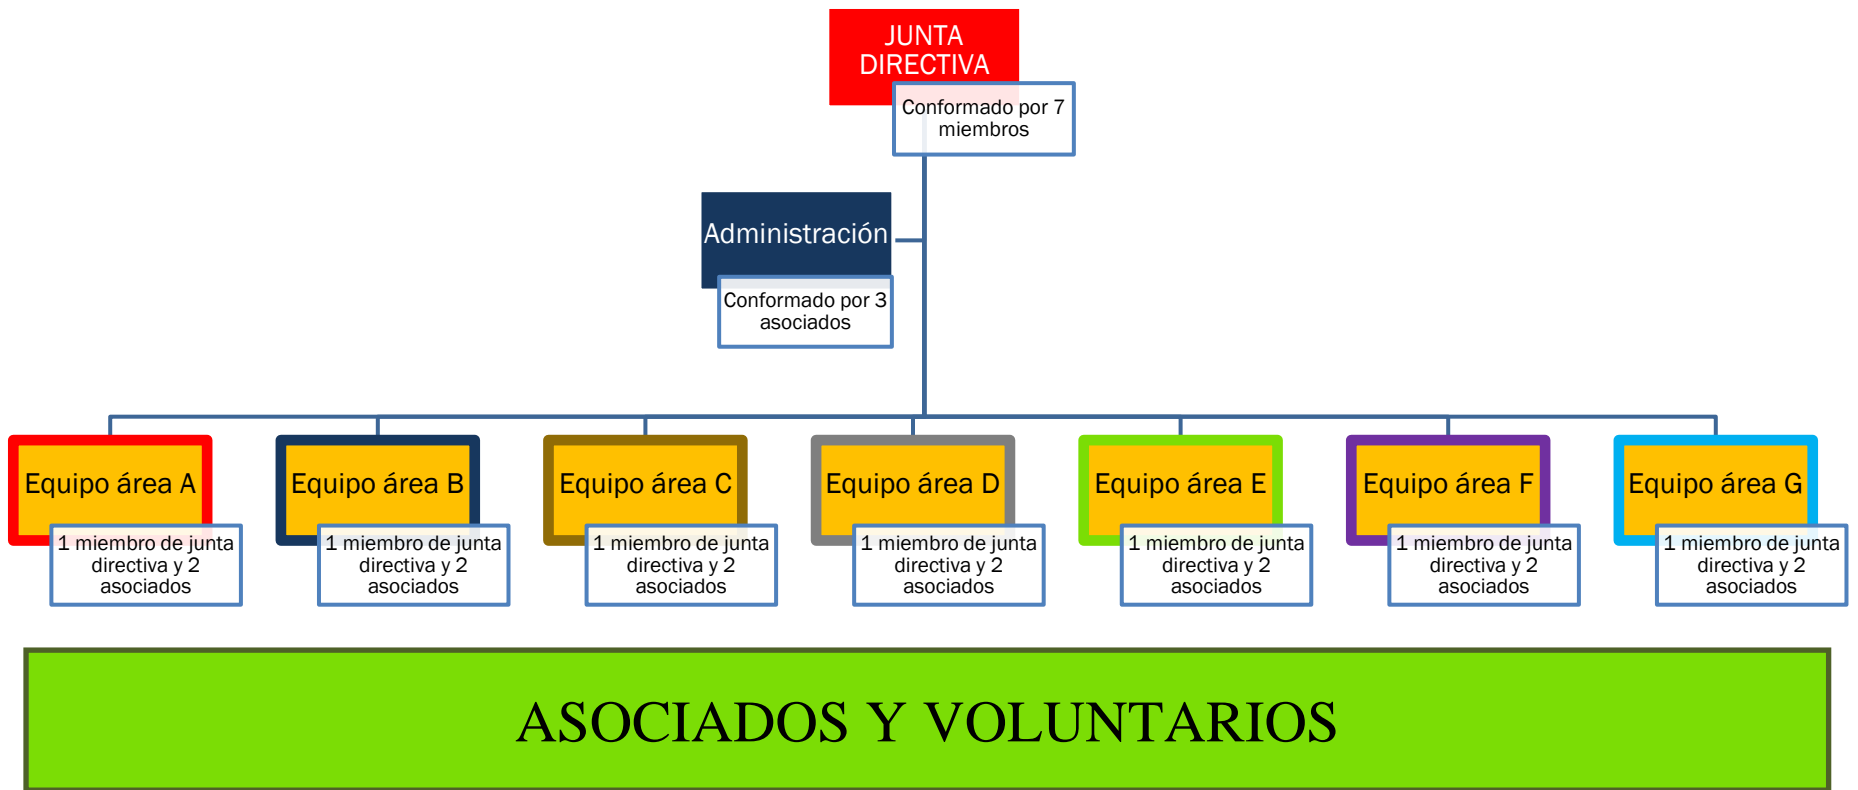 JUNTA
DIRECTIVA
Conformado por 7
miembros
Administración
Conformado por 3
asociados
Equipo área A
1 miembro de junta
directiva y 2
asociados
Equipo área B
1 miembro de junta
directiva y 2
asociados
Equipo área C
1 miembro de junta
directiva y 2
asociados
Equipo área D
1 miembro de junta
directiva y 2
asociados
Equipo área E
1 miembro de junta
directiva y 2
asociados
Equipo área F
1 miembro de junta
directiva y 2
asociados
Equipo área G
1 miembro de junta
directiva y 2
asociados
ASOCIADOS Y VOLUNTARIOS